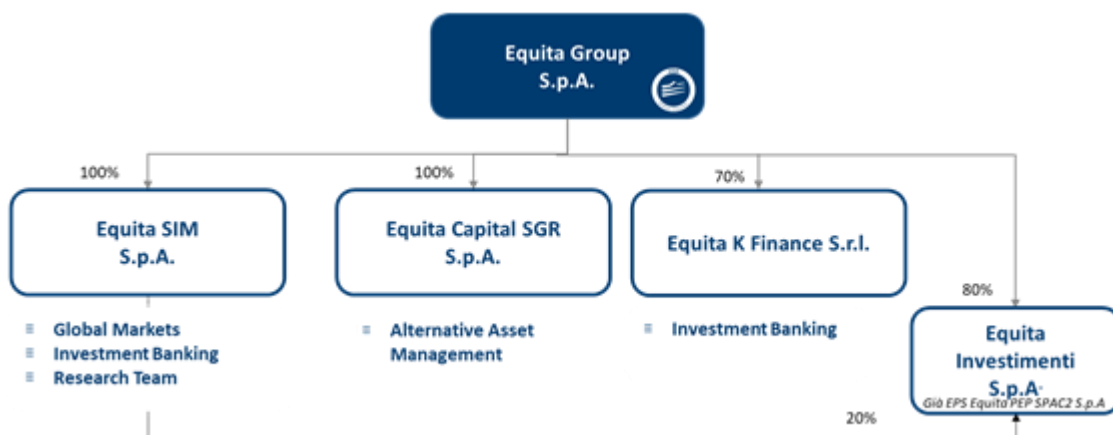 Equita Group
S.p.A.
100%
100%
70%
Equita SIM
S.p.A.
Equita Capital SGR
S.p.A.
Equita K Finance S.r.l.
80%
Global Markets
Investment Banking
Research Team
Alternative Asset
Management
Investment Banking
Equita
Investimenti
S.p.A.
Già EPS Equita PEP SPAC2 S.p.A
20%